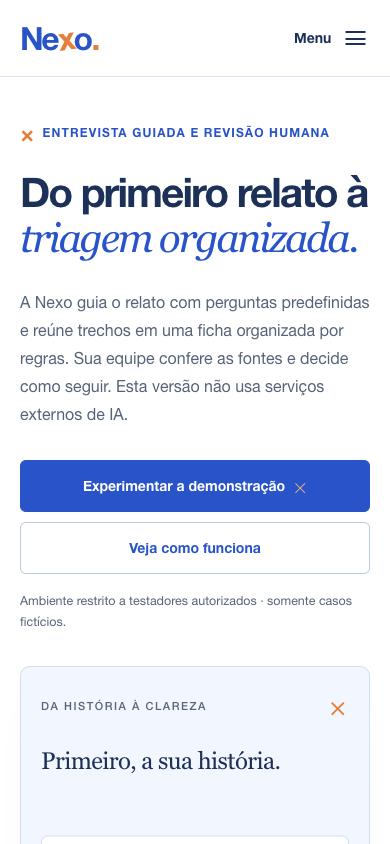 Nexo.
Menu
ENTREVISTA GUIADA E REVISÃO HUMANA
Do primeiro relato à
triagem organizada.
A Nexo guia o relato com perguntas predefinidas
e reúne trechos em uma ficha organizada por
regras. Sua equipe confere as fontes e decide
como seguir. Esta versão não usa serviços
externos de IA.
Experimentar a demonstração
Veja como funciona
Ambiente restrito a testadores autorizados · somente casos
fictícios.
DA HISTÓRIA À CLAREZA
Primeiro, a sua história.